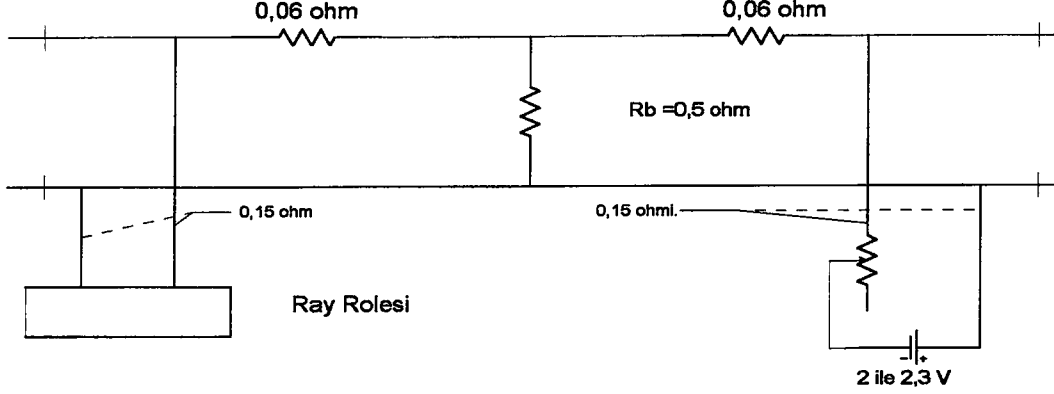 0,06 ohm
0,06 ohm
Rb =0,5 ohm
0,15 ohm
0,15 ohmi.
Ray Rolesi
- +
2 ile 2,3 V